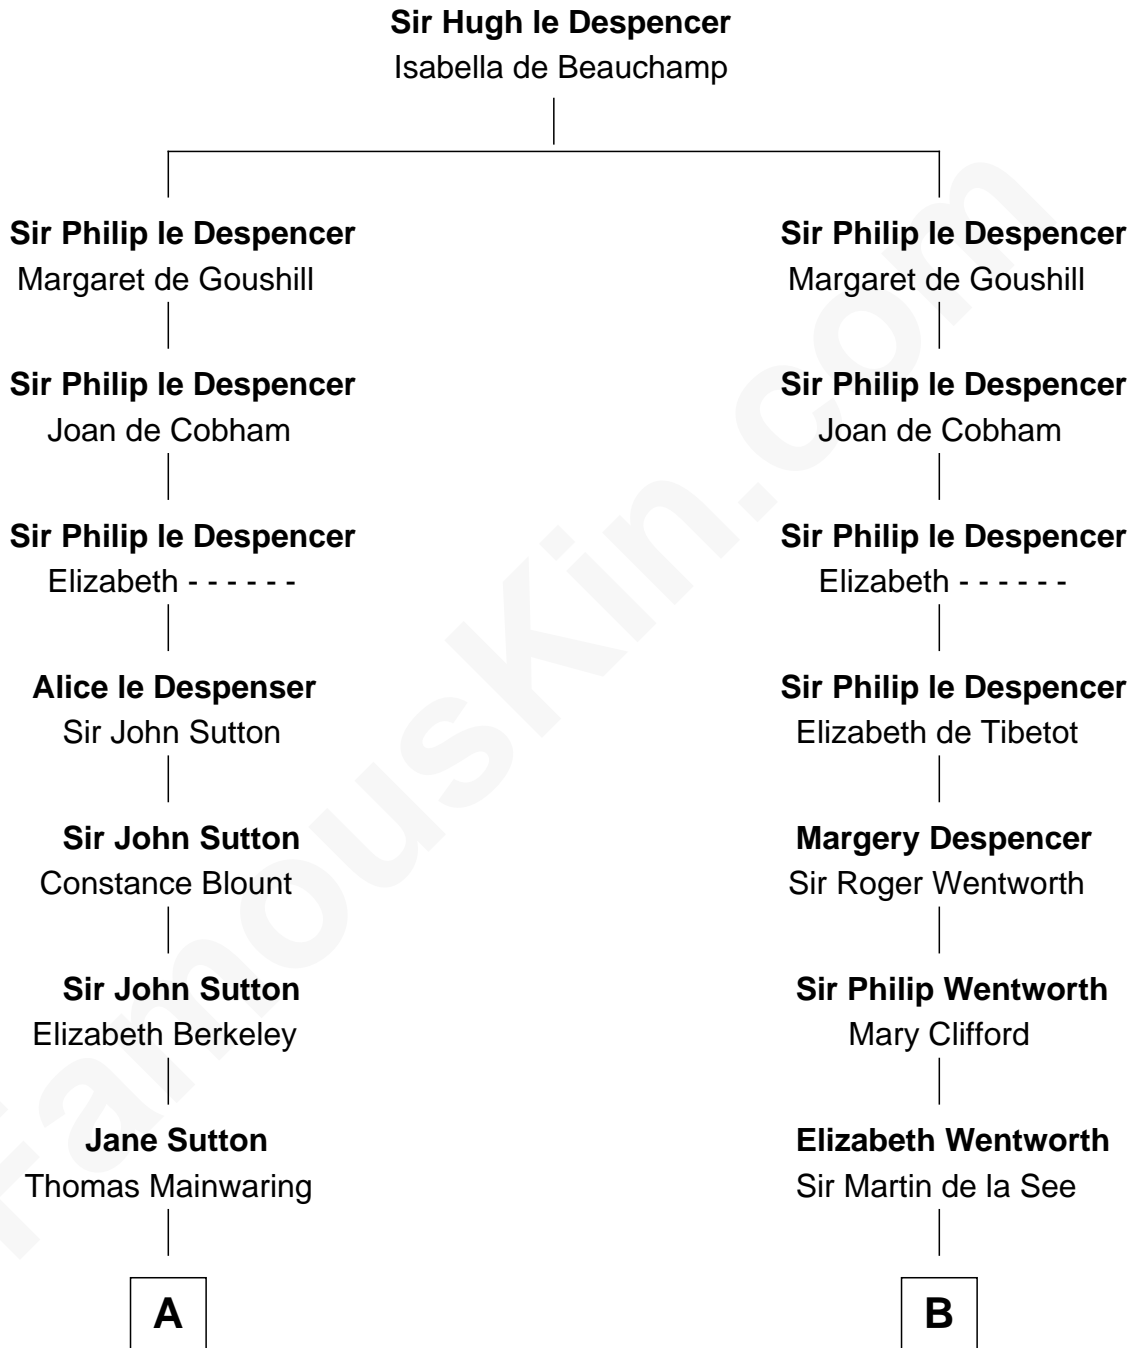 Sir Hugh le Despencer
Isabella de Beauchamp
Sir Philip le Despencer
Margaret de Goushill
Sir Philip le Despencer
Margaret de Goushill
Sir Philip le Despencer
Joan de Cobham
Sir Philip le Despencer
Joan de Cobham
Sir Philip le Despencer
Elizabeth - - - - - -
Sir Philip le Despencer
Elizabeth - - - - - -
Alice le Despenser
Sir John Sutton
Sir Philip le Despencer
Elizabeth de Tibetot
Sir John Sutton
Constance Blount
Margery Despencer
Sir Roger Wentworth
Sir John Sutton
Elizabeth Berkeley
Sir Philip Wentworth
Mary Clifford
Jane Sutton
Thomas Mainwaring
Elizabeth Wentworth
Sir Martin de la See
A
B
FamousKin.com